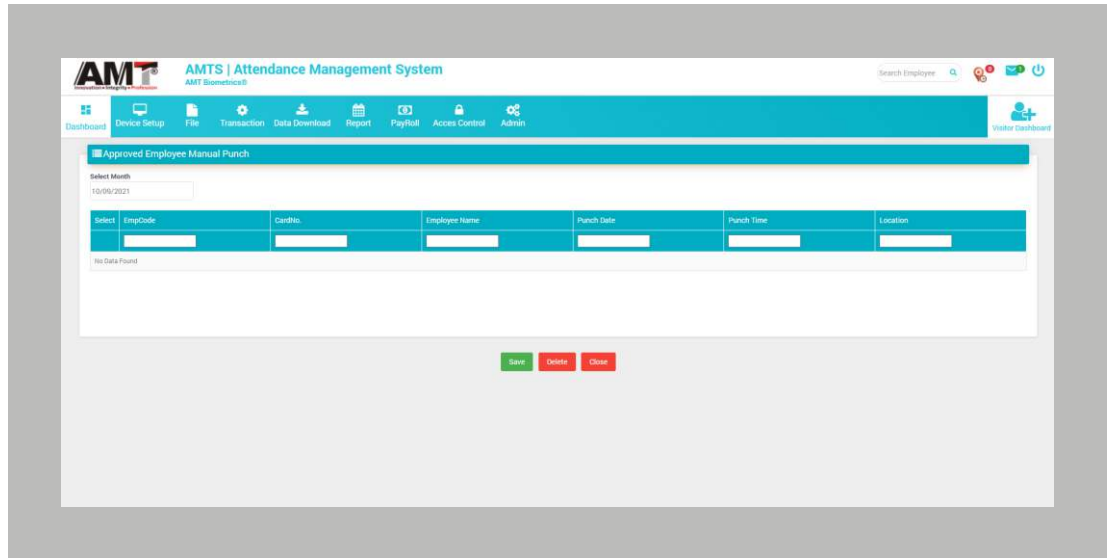 AMT®
Innovation • Integrity • Profession
AMTS | Attendance Management System
AMT Biometrics®
Search Employee
Dashboard
Device Setup
File
Transaction
Data Download
Report
PayRoll
Acces Control
Admin
Visitor Dashboard
Approved Employee Manual Punch
Select Month
10/09/2021
Select EmpCode CardNo. Employee Name Punch Date Punch Time Location
No Data Found
Save Delete Close